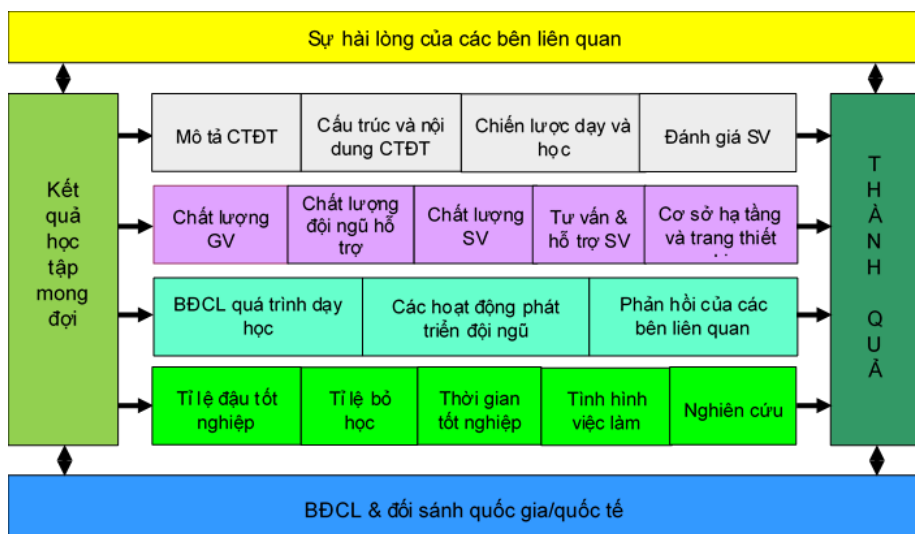 Sự hài lòng của các bên liên quan
Kết
quả
học
tập
mong
đợi
Mô tả CTĐT
Cấu trúc và nội
dung CTĐT
Chiến lược dạy và
học
Đánh giá SV
Chất lượng
GV
Chất lượng
đội ngũ hỗ
trợ
Chất lượng
SV
Tư vấn &
hỗ trợ SV
Cơ sở hạ tầng
và trang thiết
BĐCL quá trình dạy
học
Các hoạt động phát
triển đội ngũ
Phản hồi của các
bên liên quan
Tỉ lệ đậu tốt
nghiệp
Tỉ lệ bỏ
học
Thời gian
tốt nghiệp
Tình hình
việc làm
Nghiên cứu
T
H
À
N
H
Q
U
Ả
BĐCL & đối sánh quốc gia/quốc tế